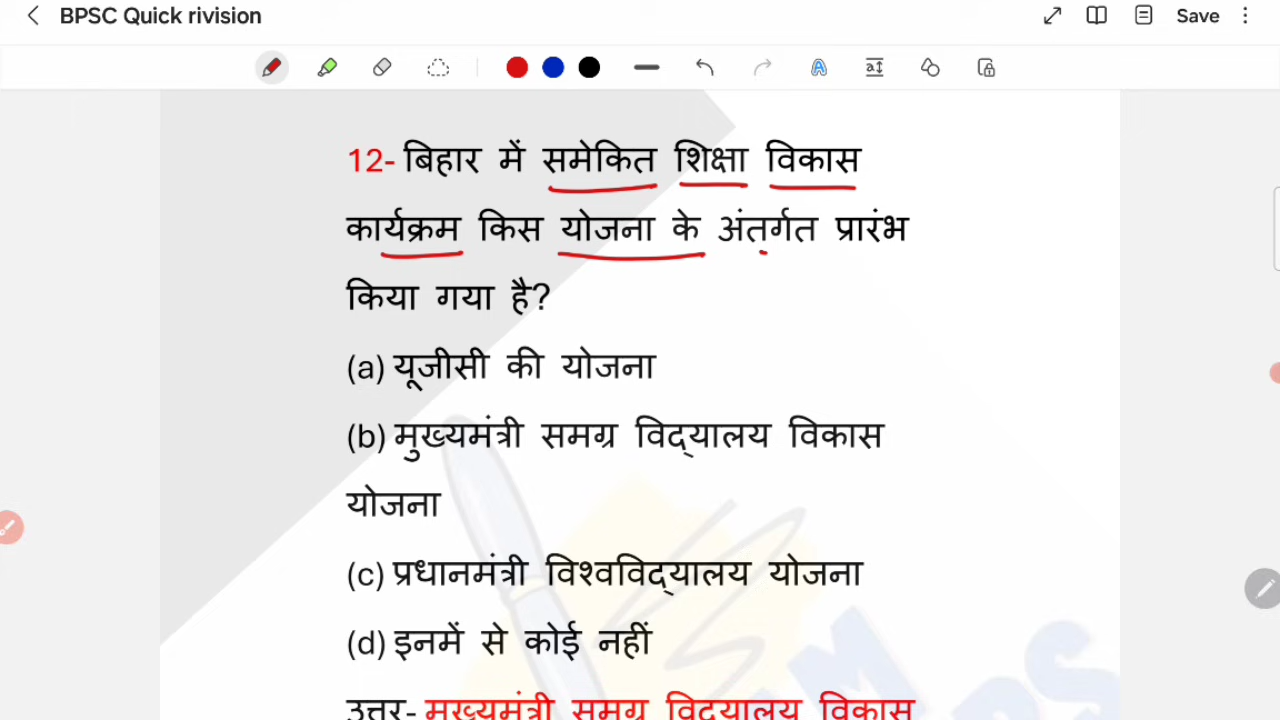 BPSC Quick rivision
Save
12- बिहार में समेकित शिक्षा विकास
कार्यक्रम किस योजना के अंतर्गत प्रारंभ
किया गया है?
(a) यूजीसी की योजना
(b) मुख्यमंत्री समग्र विद्यालय विकास
योजना
(c) प्रधानमंत्री विश्वविद्यालय योजना
(d) इनमें से कोई नहीं
उत्तर- मुख्यमंत्री समग्र विद्यालय विकास